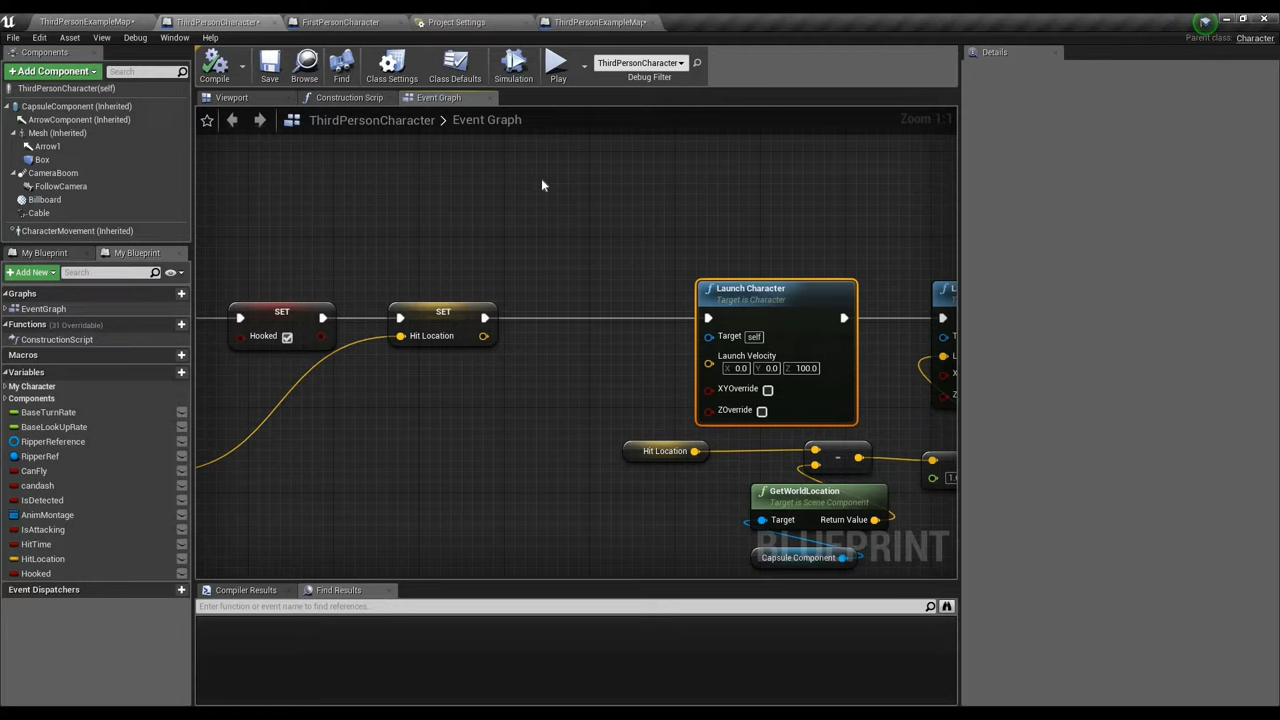 ThirdPersonExampleMap*
ThirdPersonCharacter*
FirstPersonCharacter
Project Settings
ThirdPersonExampleMap*
File Edit Asset View Debug Window Help
Parent class: Character
Components
+ Add Component
Search
ThirdPersonCharacter(self)
CapsuleComponent (Inherited)
ArrowComponent (Inherited)
Mesh (Inherited)
Arrow1
Box
CameraBoom
FollowCamera
Billboard
Cable
CharacterMovement (Inherited)
My Blueprint
My Blueprint
+ Add New
Search
Graphs
EventGraph
Functions (31 Overridable)
ConstructionScript
Macros
Variables
My Character
Components
BaseTurnRate
BaseLookUpRate
RipperReference
RipperRef
CanFly
candash
IsDetected
AnimMontage
IsAttacking
HitTime
HitLocation
Hooked
Event Dispatchers
Compile
Save
Browse
Find
Class Settings
Class Defaults
Simulation
Play
ThirdPersonCharacter
Debug Filter
Viewport
Construction Scrip
Event Graph
ThirdPersonCharacter > Event Graph
Zoom 1:1
SET
Hooked
SET
Hit Location
Launch Character
Target is Character
Target self
Launch Velocity
X 0.0 Y 0.0 Z 100.0
XYOverride
ZOverride
Hit Location
-
GetWorldLocation
Target is Scene Component
Target Return Value
Capsule Component
BLUEPRINT
Compiler Results
Find Results
Enter function or event name to find references...
Details